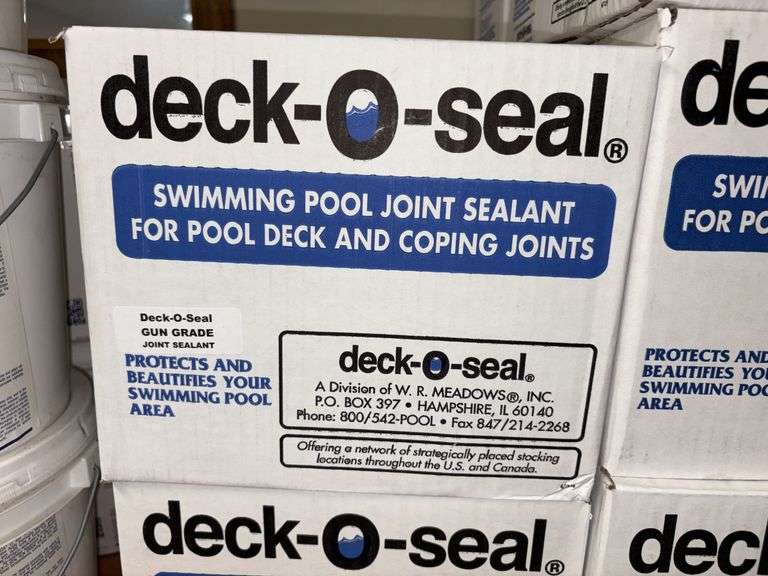 deck-O-seal®
SWIMMING POOL JOINT SEALANT
FOR POOL DECK AND COPING JOINTS
Deck-O-Seal
GUN GRADE
JOINT SEALANT
PROTECTS AND
BEAUTIFIES YOUR
SWIMMING POOL
AREA
deck-O-seal®
A Division of W. R. MEADOWS®, INC.
P.O. BOX 397 • HAMPSHIRE, IL 60140
Phone: 800/542-POOL • Fax 847/214-2268
Offering a network of strategically placed stocking
locations throughout the U.S. and Canada.
de
SWI
FOR PO
PROTECTS AND
BEAUTIFIES YO
SWIMMING POO
AREA
deck-O-seal®
dec